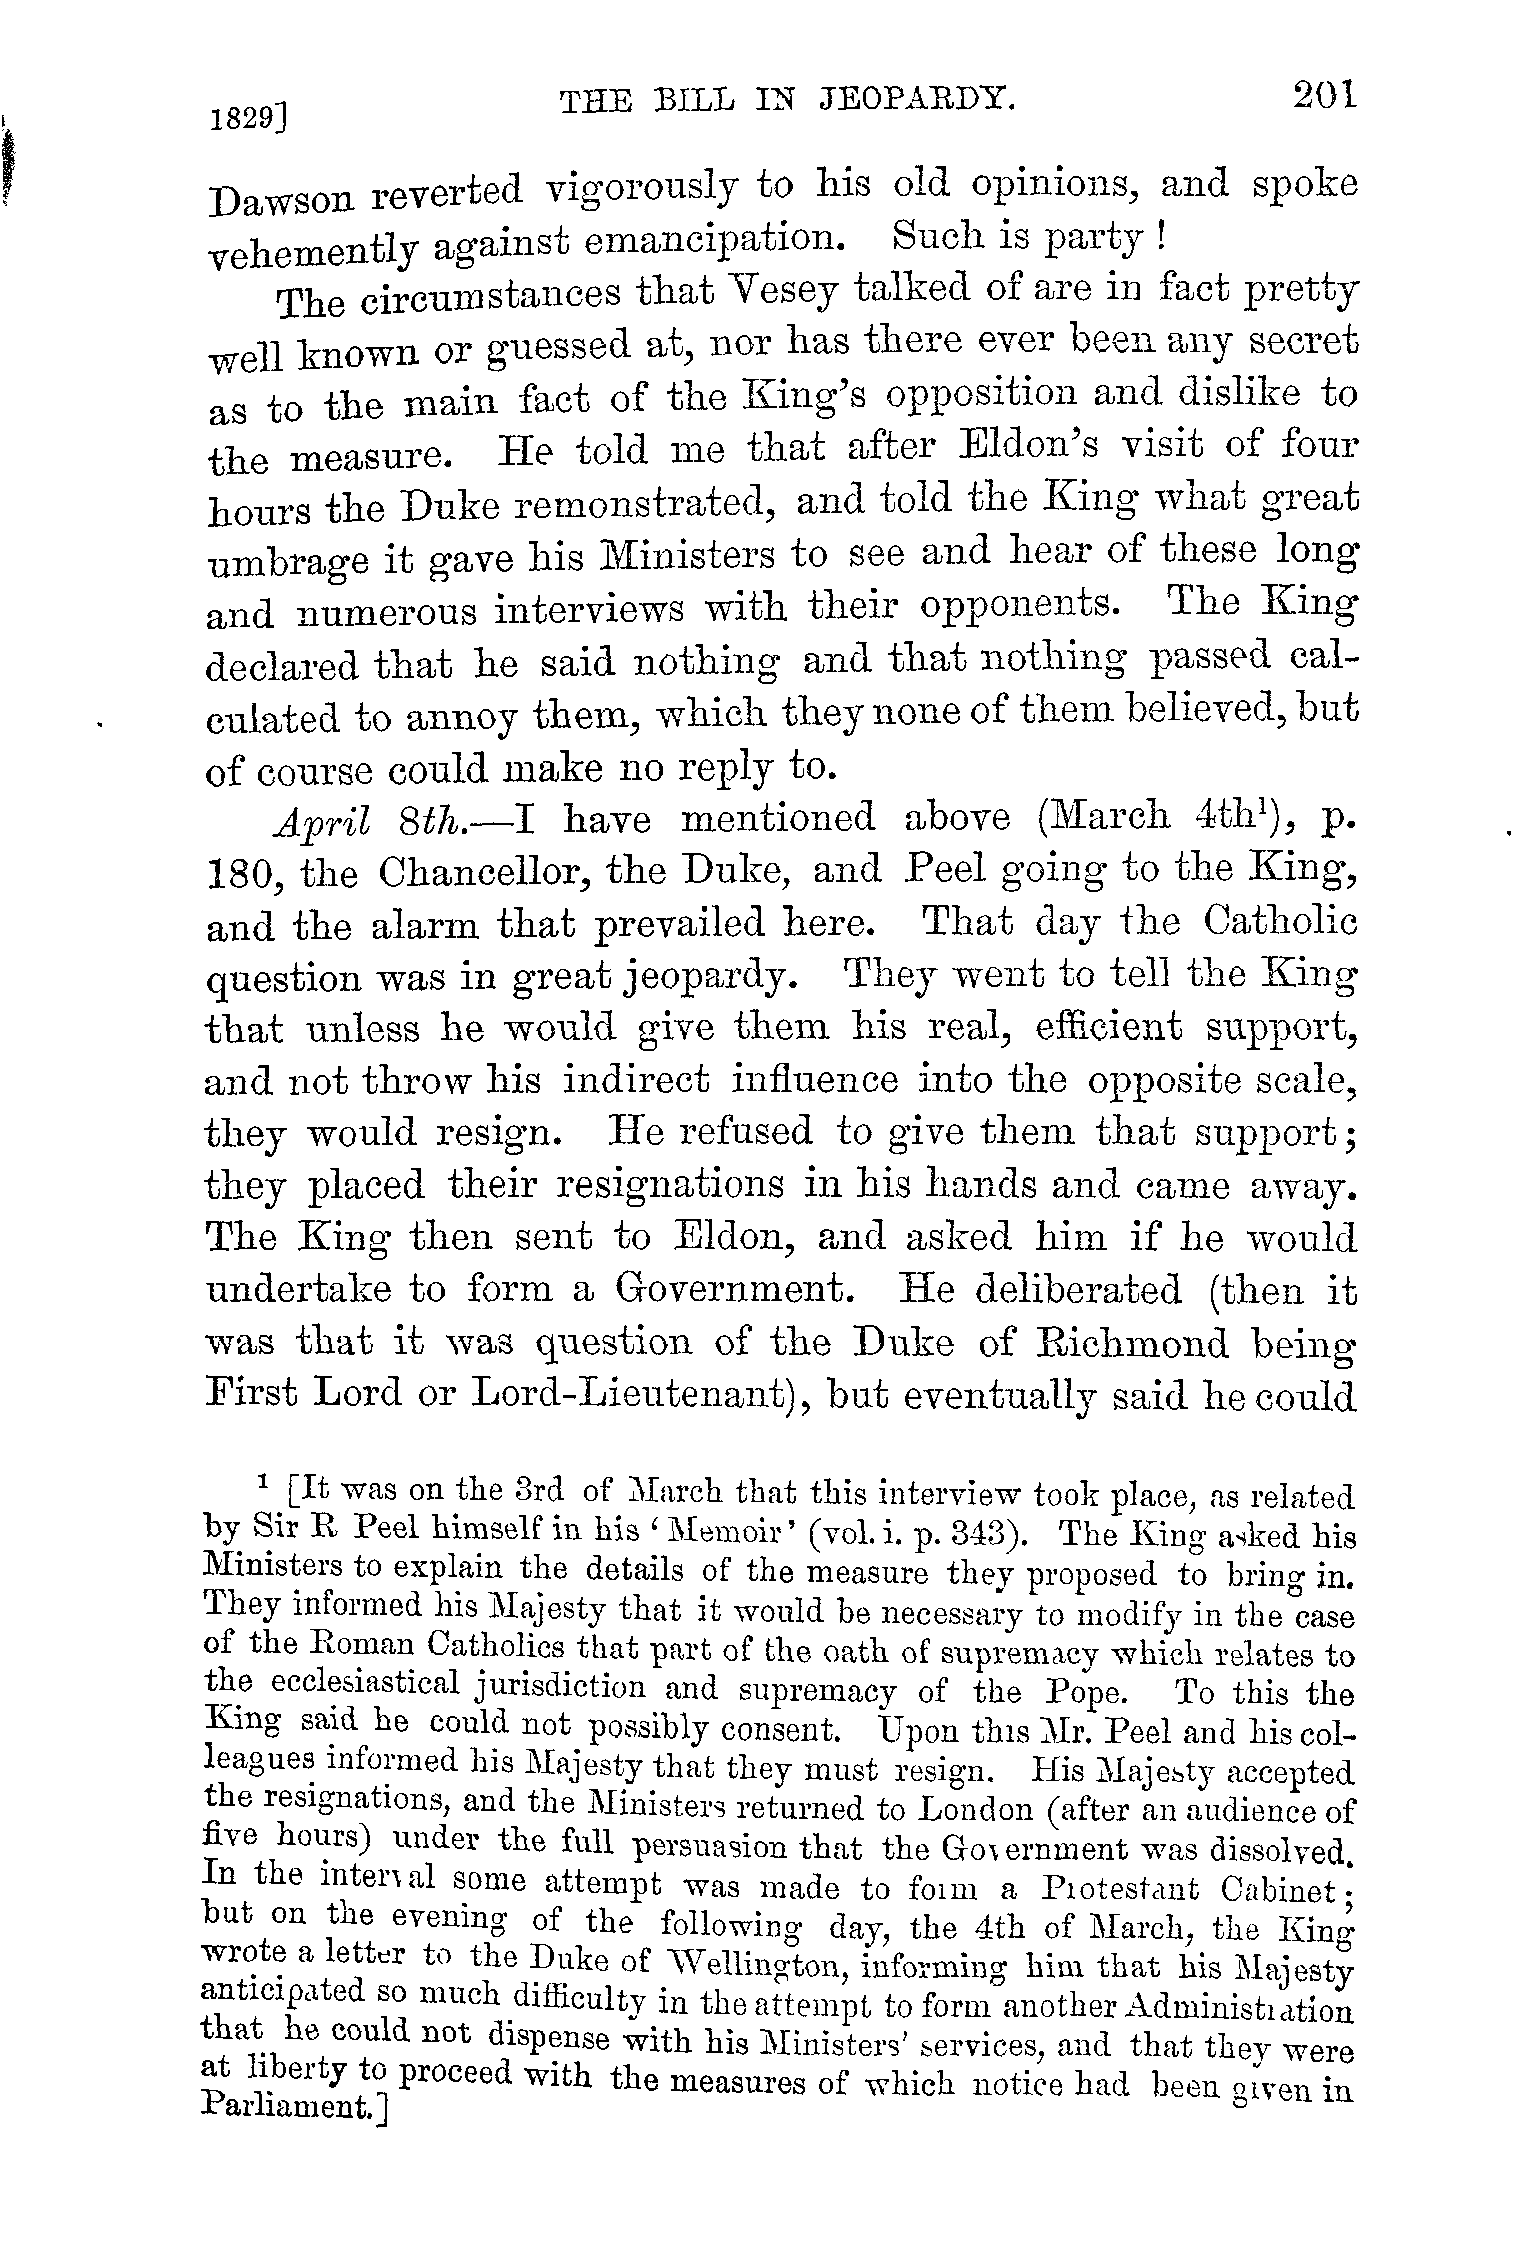 1829] THE BILL IN JEOPARDY. 201
Dawson reverted vigorously to his old opinions, and spoke
vehemently against emancipation. Such is party !
The circumstances that Vesey talked of are in fact pretty
well known or guessed at, nor has there ever been any secret
as to the main fact of the King's opposition and dislike to
the measure. He told me that after Eldon's visit of four
hours the Duke remonstrated, and told the King what great
umbrage it gave his Ministers to see and hear of these long
and numerous interviews with their opponents. The King
declared that he said nothing and that nothing passed cal-
culated to annoy them, which they none of them believed, but
of course could make no reply to.
April 8th.—I have mentioned above (March 4th¹), p.
180, the Chancellor, the Duke, and Peel going to the King,
and the alarm that prevailed here. That day the Catholic
question was in great jeopardy. They went to tell the King
that unless he would give them his real, efficient support,
and not throw his indirect influence into the opposite scale,
they would resign. He refused to give them that support;
they placed their resignations in his hands and came away.
The King then sent to Eldon, and asked him if he would
undertake to form a Government. He deliberated (then it
was that it was question of the Duke of Richmond being
First Lord or Lord-Lieutenant), but eventually said he could
¹ [It was on the 3rd of March that this interview took place, as related
by Sir R Peel himself in his ‘Memoir’ (vol. i. p. 343). The King asked his
Ministers to explain the details of the measure they proposed to bring in.
They informed his Majesty that it would be necessary to modify in the case
of the Roman Catholics that part of the oath of supremacy which relates to
the ecclesiastical jurisdiction and supremacy of the Pope. To this the
King said he could not possibly consent. Upon this Mr. Peel and his col-
leagues informed his Majesty that they must resign. His Majesty accepted
the resignations, and the Ministers returned to London (after an audience of
five hours) under the full persuasion that the Government was dissolved.
In the interval some attempt was made to form a Protestant Cabinet;
but on the evening of the following day, the 4th of March, the King
wrote a letter to the Duke of Wellington, informing him that his Majesty
anticipated so much difficulty in the attempt to form another Administration
that he could not dispense with his Ministers' services, and that they were
at liberty to proceed with the measures of which notice had been given in
Parliament.]